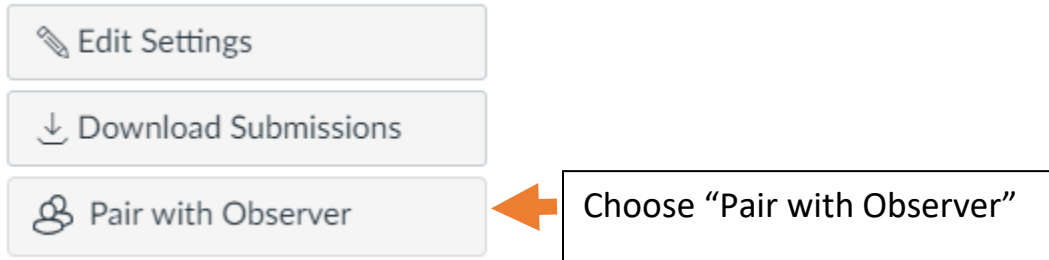 Edit Settings
Download Submissions
Pair with Observer
Choose “Pair with Observer”